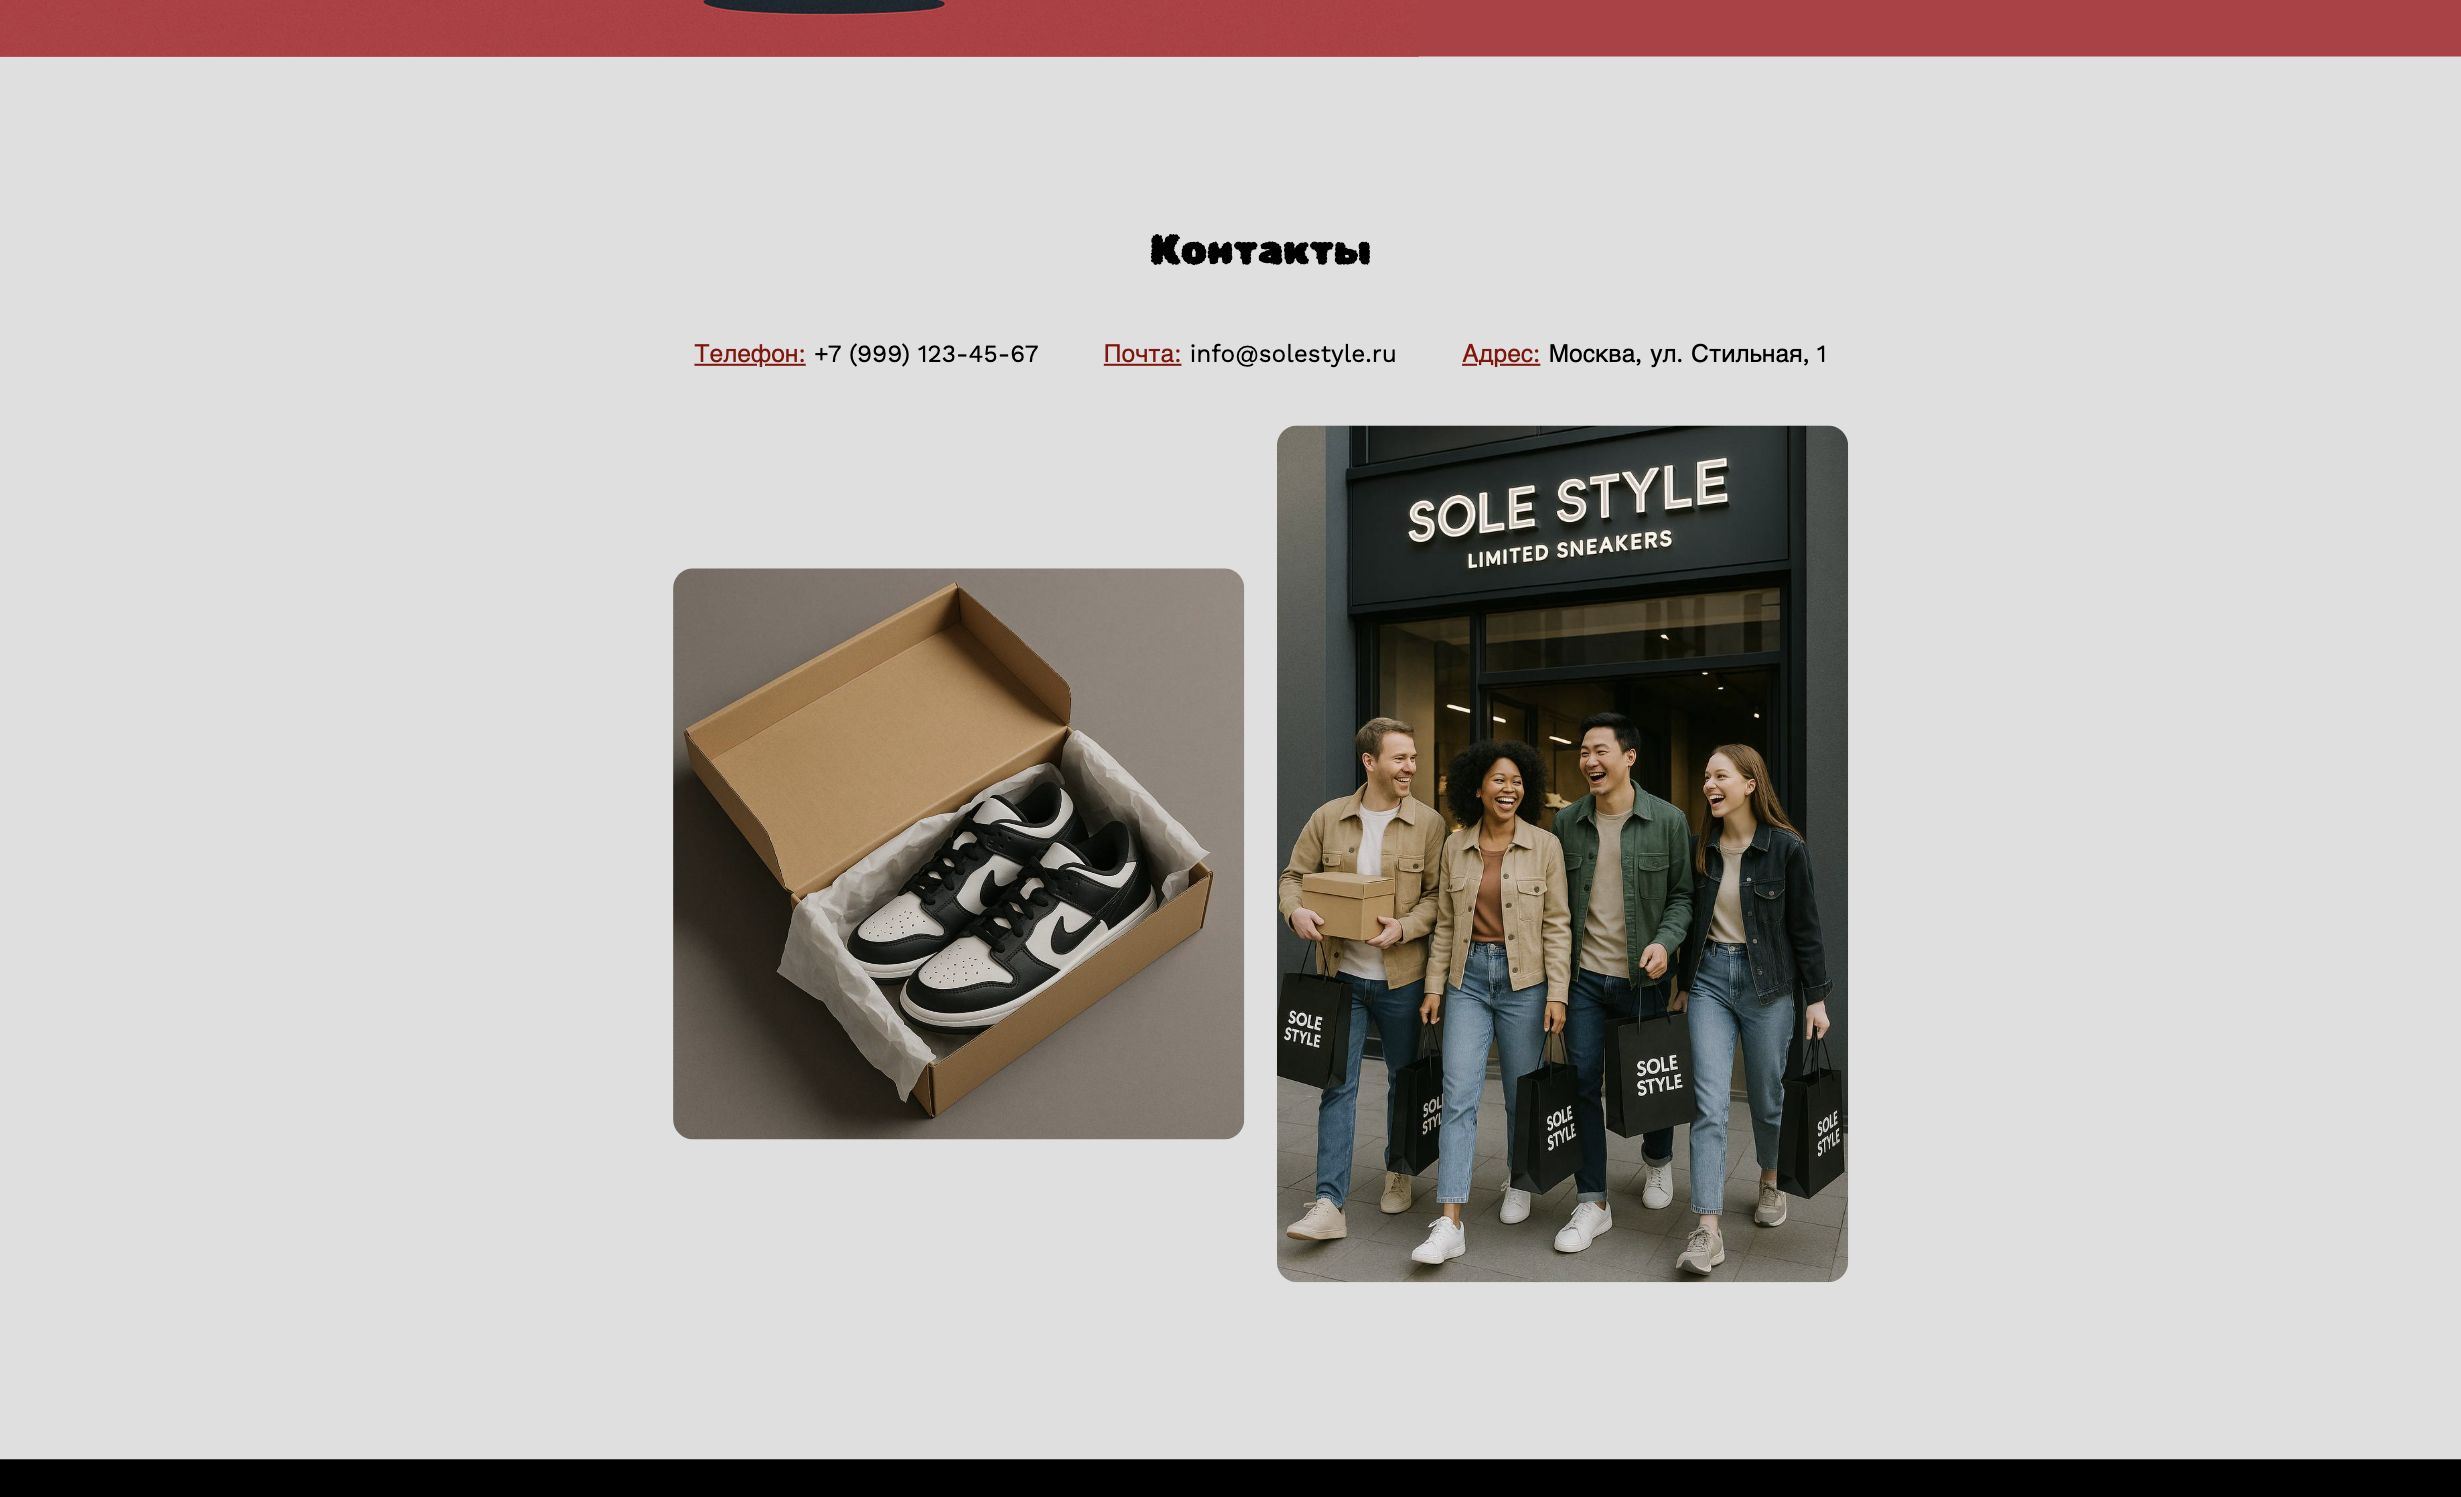 Контакты
Телефон: +7 (999) 123-45-67
Почта: info@solestyle.ru
Адрес: Москва, ул. Стильная, 1
SOLE STYLE
LIMITED SNEAKERS
SOLE
STYLE
SOL
STYL
SOLE
STYLE
SOLE
STYLE
SOLE
STYLE